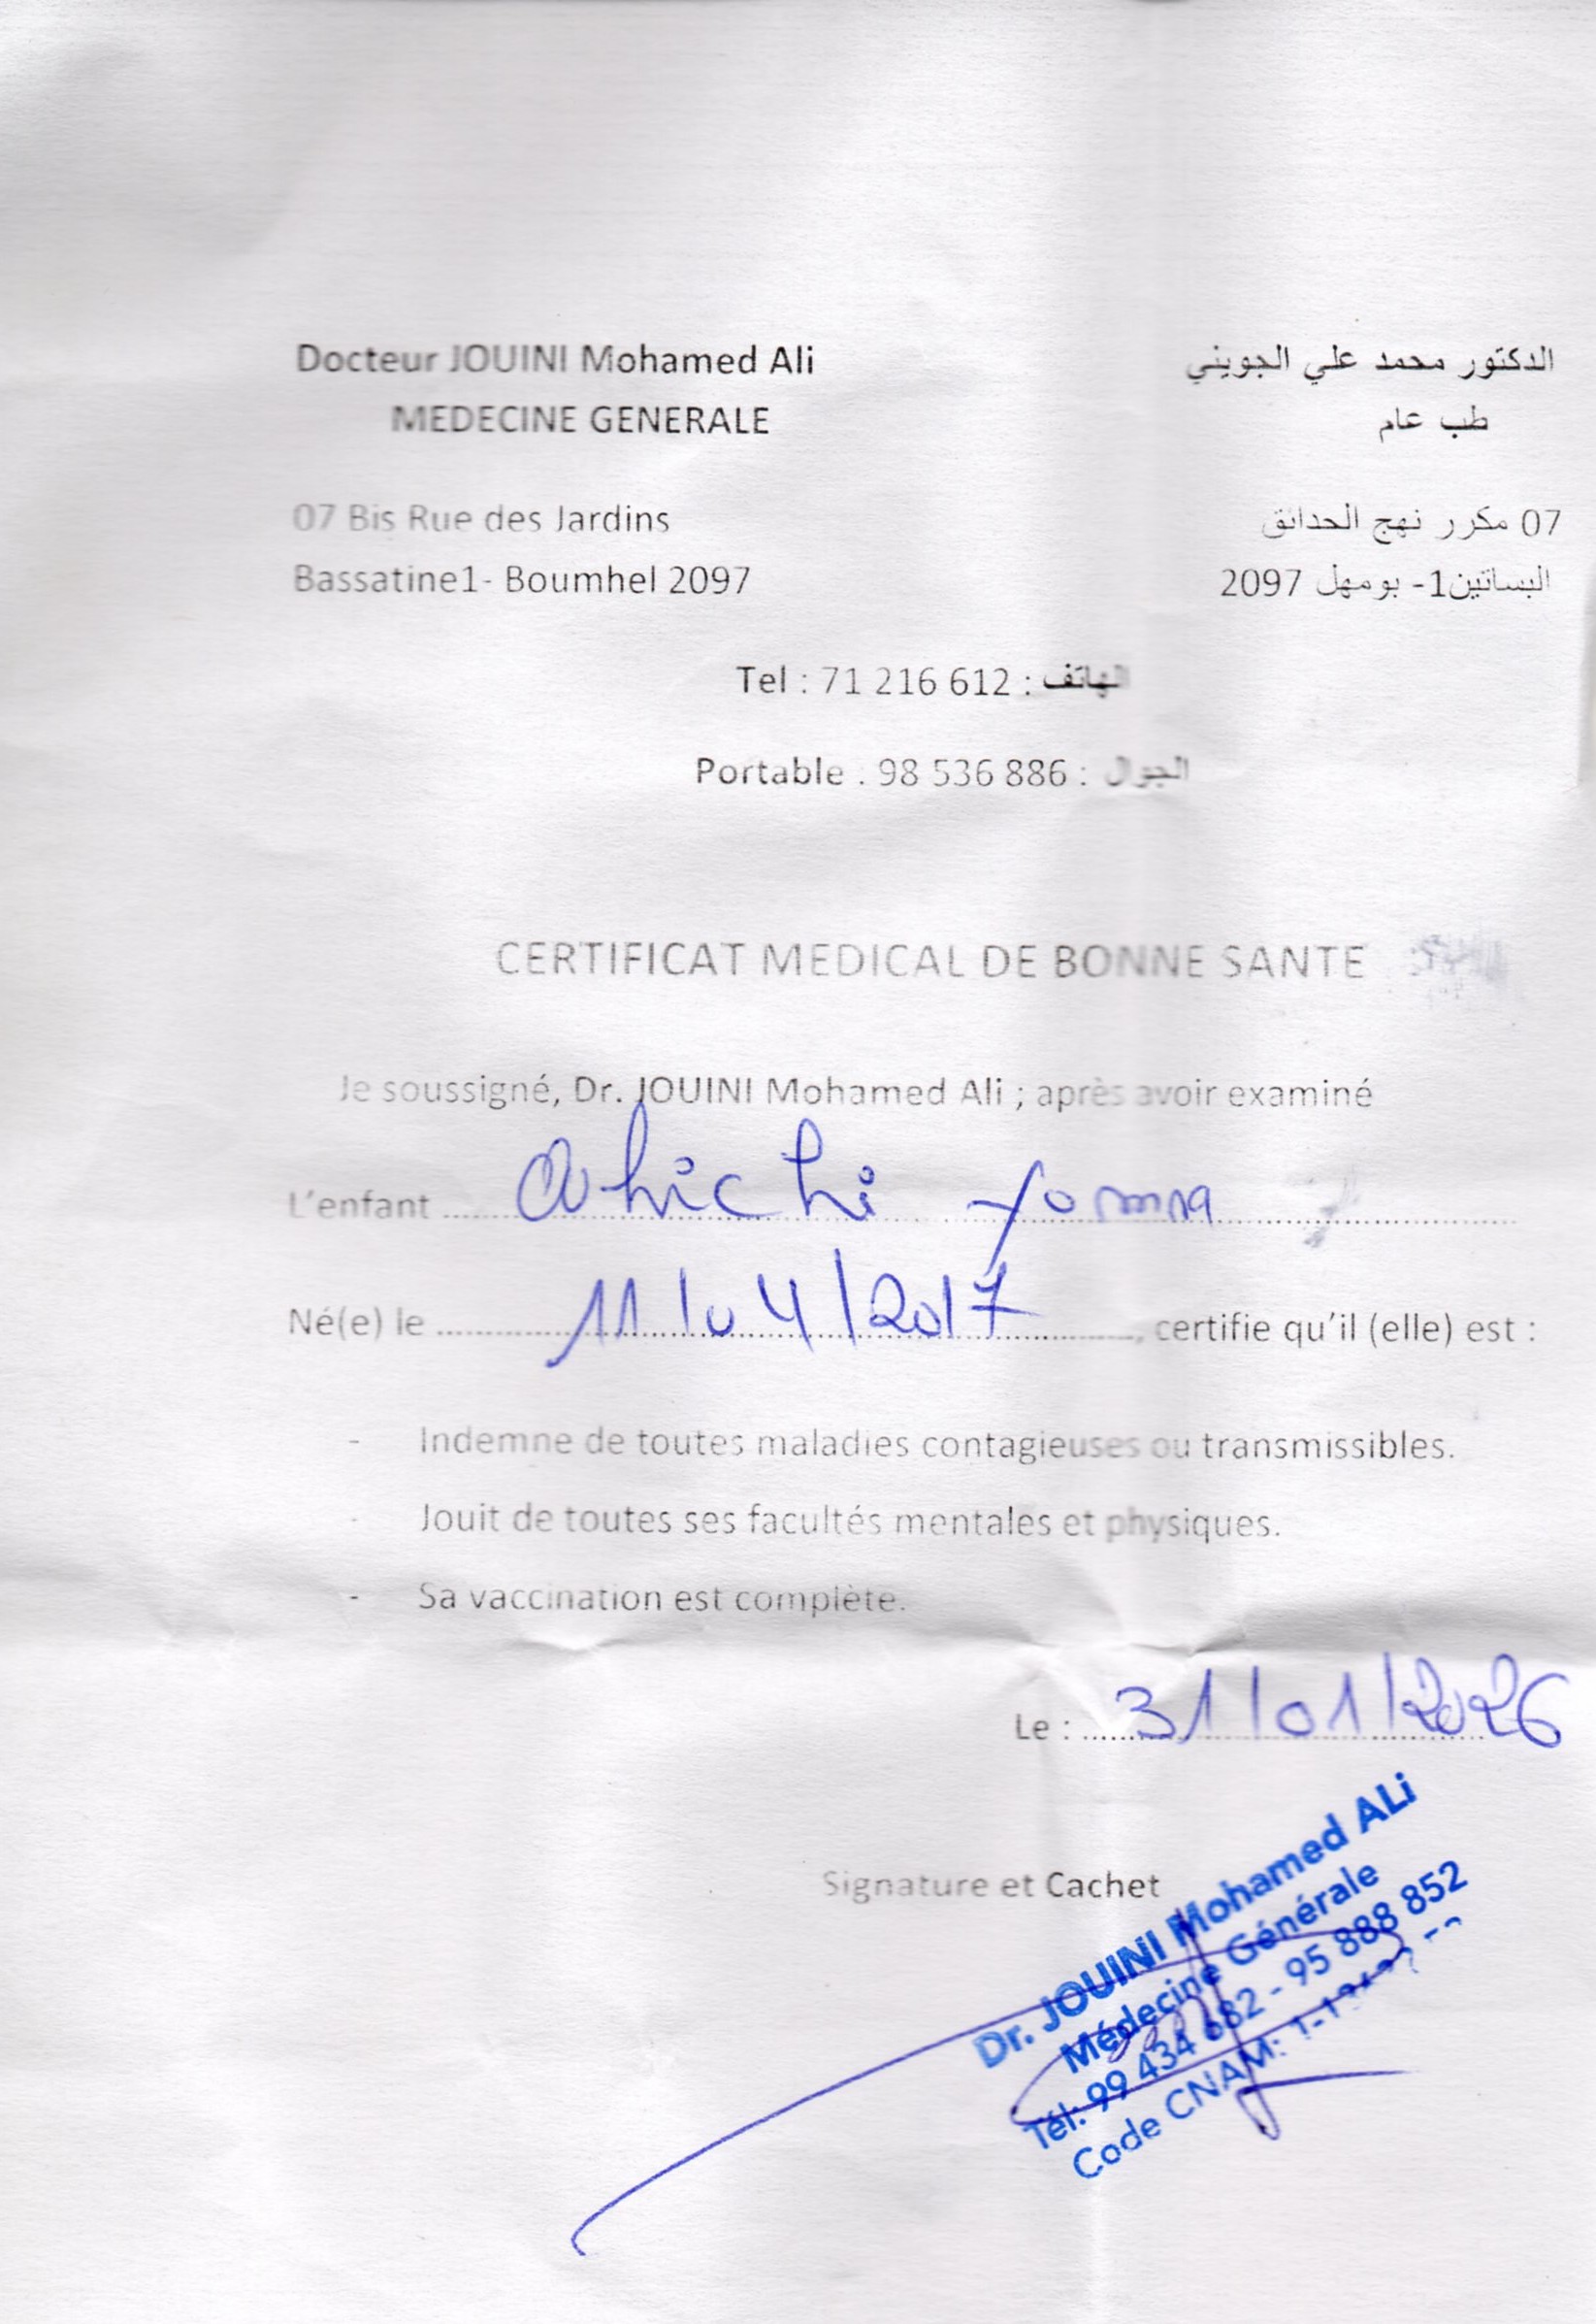 Docteur JOUINI Mohamed Ali
الدكتور محمد علي الجويني
MEDECINE GENERALE
طب عام
07 Bis Rue des Jardins
07 مكرر نهج الحدائق
Bassatine1- Boumhel 2097
البساتين1- بومهل 2097
Tel : 71 216 612 : الهاتف
Portable : 98 536 886 : الجوال
CERTIFICAT MEDICAL DE BONNE SANTE
Je soussigné, Dr. JOUINI Mohamed Ali ; après avoir examiné
L'enfant
Né(e) le 11/04/2017, certifie qu'il (elle) est :
- Indemne de toutes maladies contagieuses ou transmissibles.
- Jouit de toutes ses facultés mentales et physiques.
- Sa vaccination est complète.
Le : 31/01/2026
Signature et Cachet
Dr. JOUINI Mohamed ALi
Médecine Générale
Tél: 99 434 682 - 95 888 852
Code CNAM: